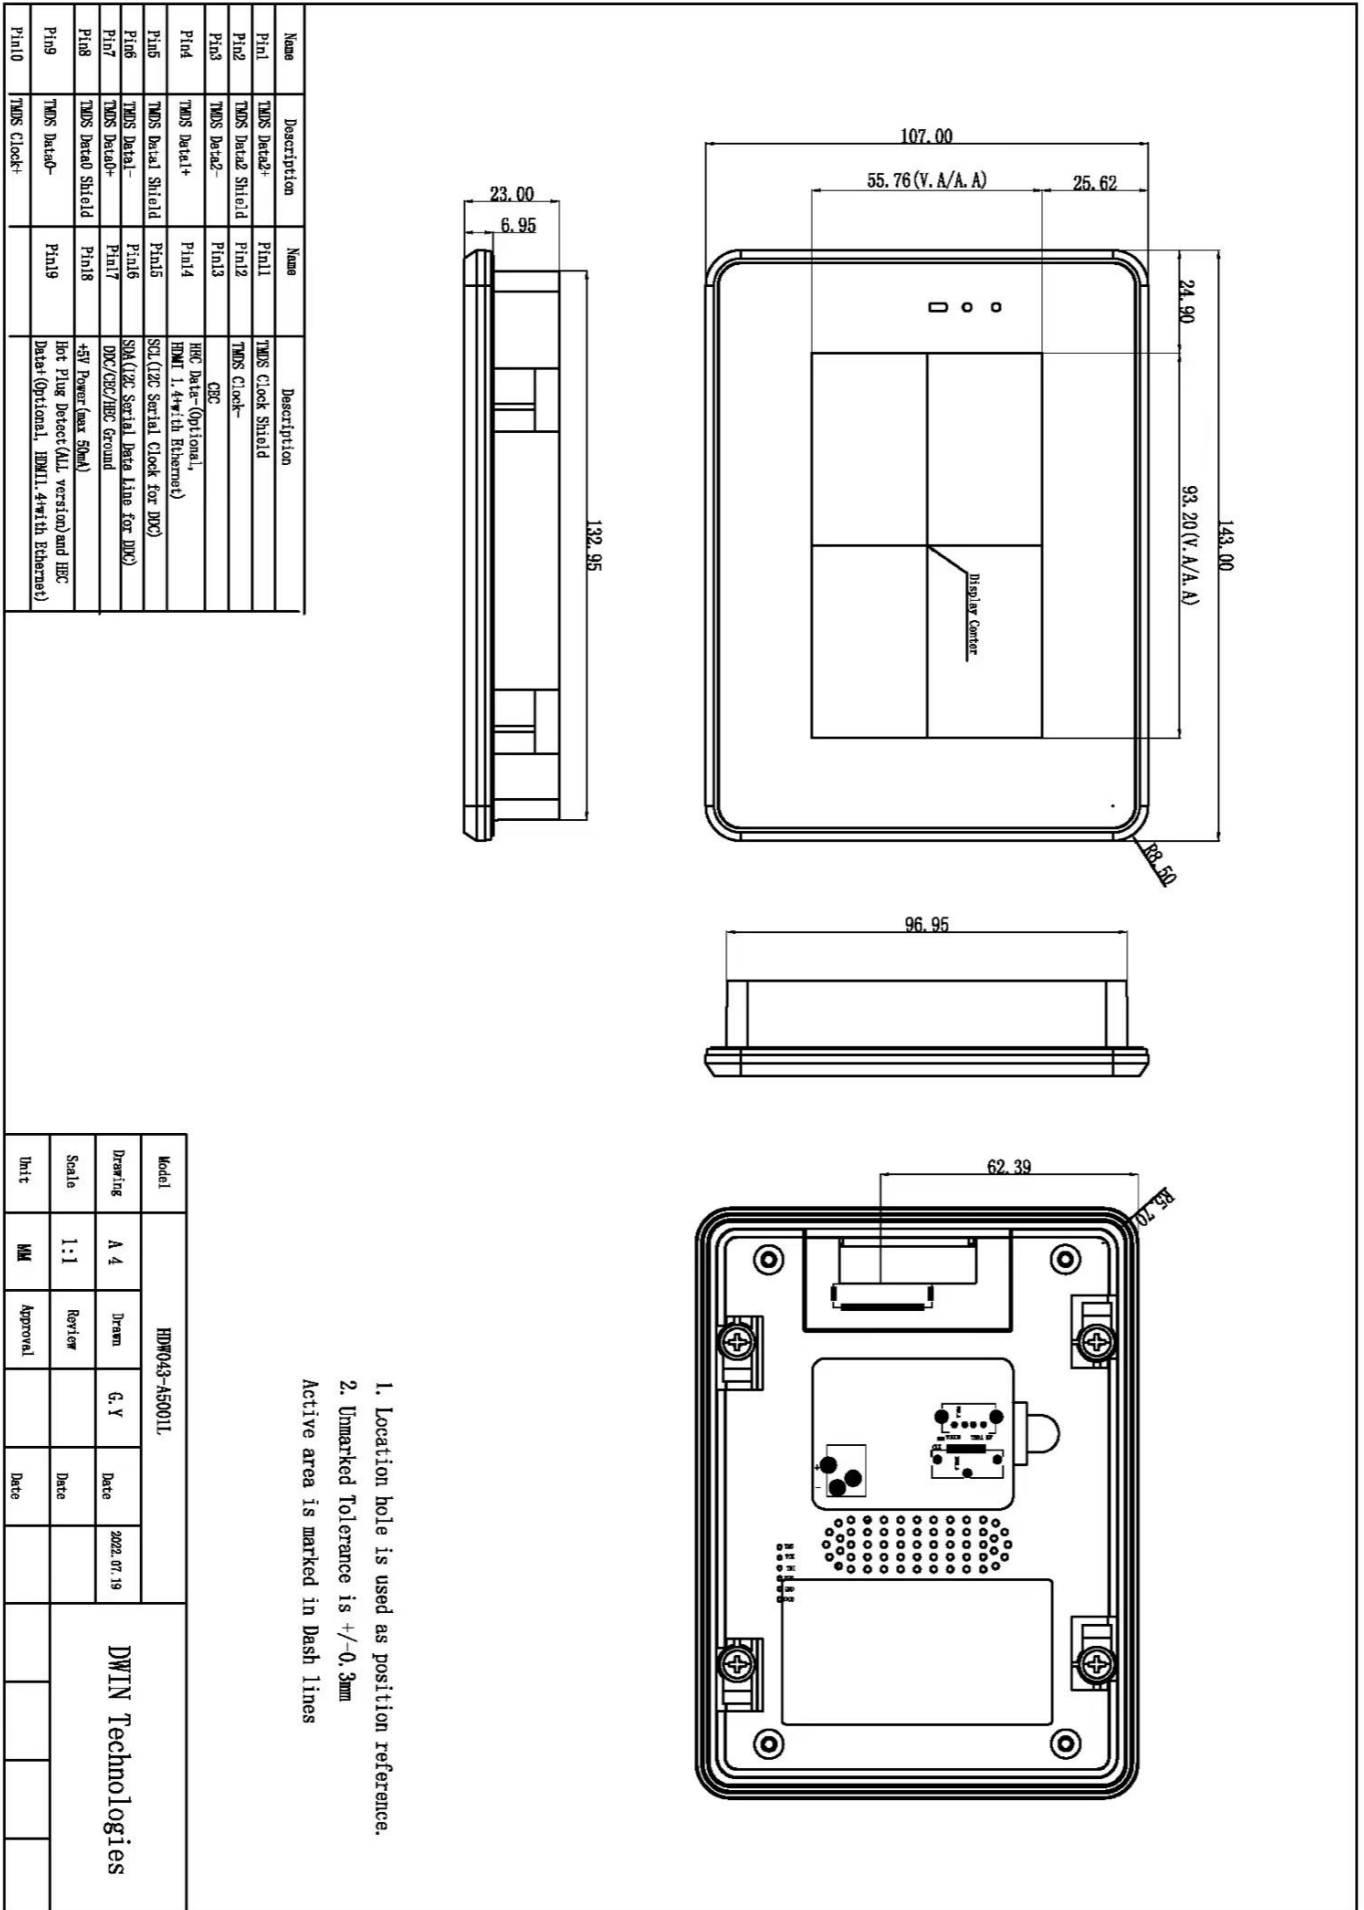 107.00
55.76(V.A/A.A)
25.62
24.90
93.20(V.A/A.A)
143.00
Display Center
R8.50
23.00
6.95
132.95
96.95
62.39
R5.70
+
-
1. Location hole is used as position reference.
2. Unmarked Tolerance is +/-0.3mm
Active area is marked in Dash lines
Name Description Name Description
Pin1 TMDS Data2+ Pin11 TMDS Clock Shield
Pin2 TMDS Data2 Shield Pin12 TMDS Clock-
Pin3 TMDS Data2- Pin13 CEC
Pin4 TMDS Data1+ Pin14 HEC Data-(Optional,
HDMI 1.4+with Ethernet)
Pin5 TMDS Data1 Shield Pin15 SCL(I2C Serial Clock for DDC)
Pin6 TMDS Data1- Pin16 SDA(I2C Serial Data Line for DDC)
Pin7 TMDS Data0+ Pin17 DDC/CEC/HEC Ground
Pin8 TMDS Data0 Shield Pin18 +5V Power(max 50mA)
Pin9 TMDS Data0- Pin19 Hot Plug Detect(ALL version)and HEC
Data+(Optional, HDMI1.4+with Ethernet)
Pin10 TMDS Clock+
Model HDW043-A5001L
Drawing A 4 Drawn G.Y Date 2022.07.19
Scale 1:1 Review Date
Unit MM Approval Date
DWIN Technologies